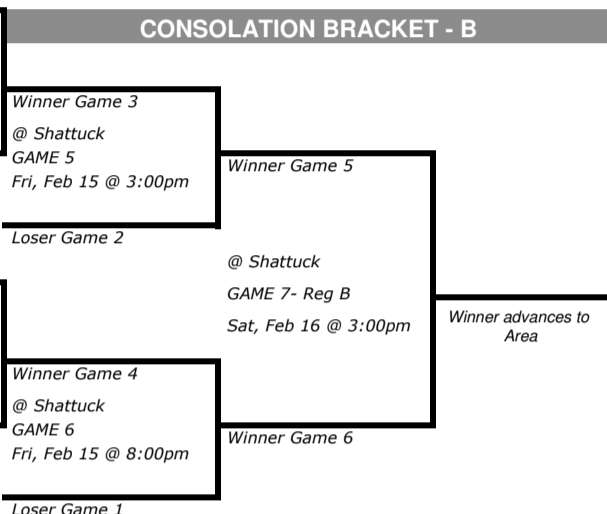 CONSOLATION BRACKET - B
Winner Game 3
@ Shattuck
GAME 5
Fri, Feb 15 @ 3:00pm
Loser Game 2
Winner Game 5
@ Shattuck
GAME 7- Reg B
Sat, Feb 16 @ 3:00pm
Winner advances to
Area
Winner Game 4
@ Shattuck
GAME 6
Fri, Feb 15 @ 8:00pm
Loser Game 1
Winner Game 6